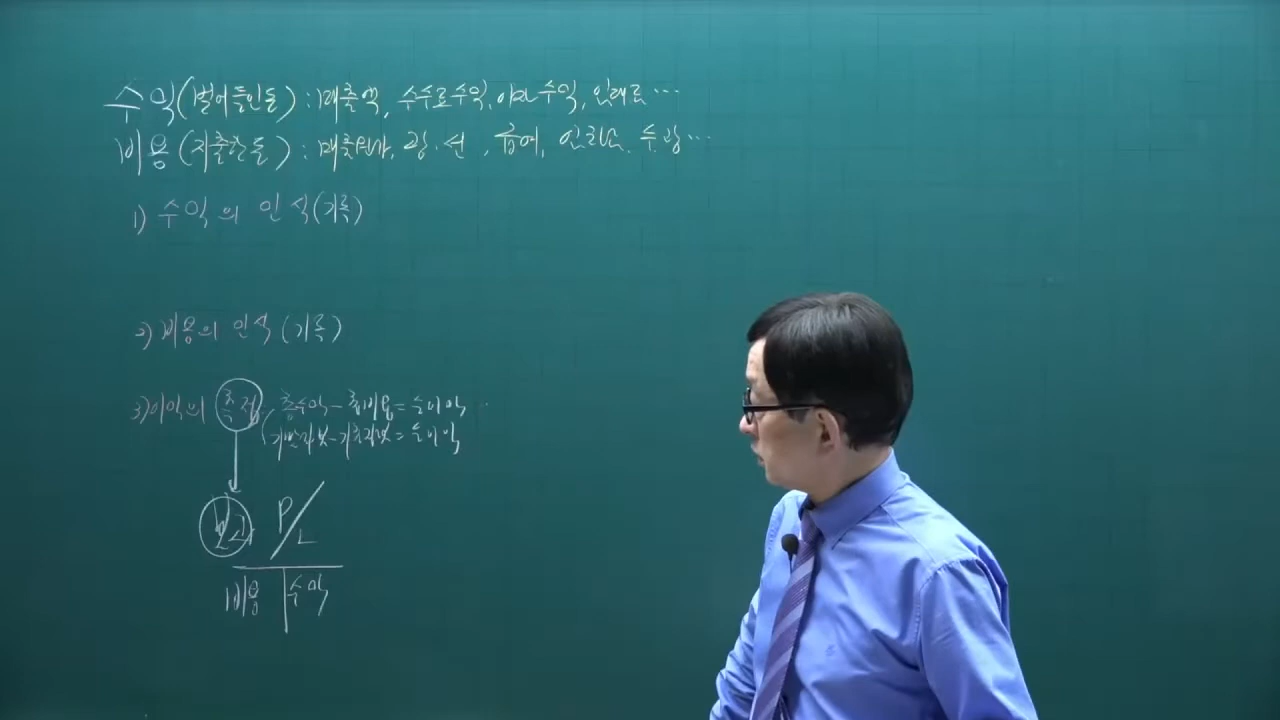 수익(벌어들인돈) : 매출액, 수수료수익, 이자수익, 임대료…
비용(지출한돈) : 매출원가, 광·선, 급여, 임차료, 수광…
1) 수익의 인식(기록)
2) 비용의 인식(기록)
3) 이익의 측정
총수익-총비용=순이익
기말자본-기초자본=순이익
보고 P/L
비용 수익